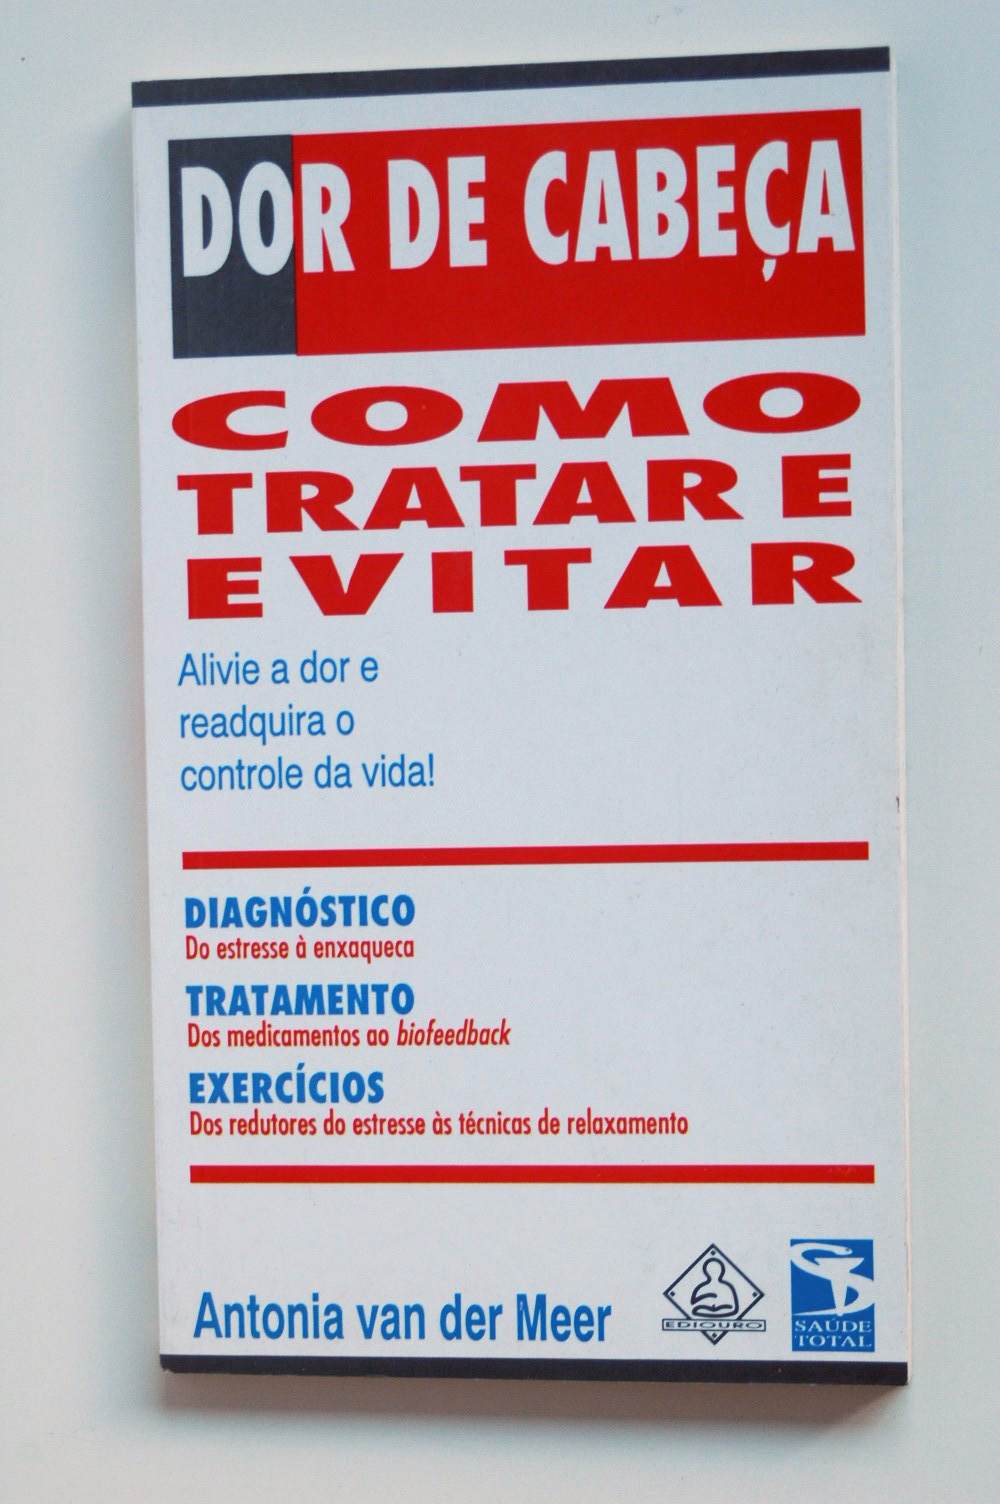 DOR DE CABEÇA
COMO
TRATAR E
EVITAR
Alivie a dor e
readquira o
controle da vida!
DIAGNÓSTICO
Do estresse à enxaqueca
TRATAMENTO
Dos medicamentos ao biofeedback
EXERCÍCIOS
Dos redutores do estresse às técnicas de relaxamento
Antonia van der Meer
EDIOURO
SAÚDE
TOTAL